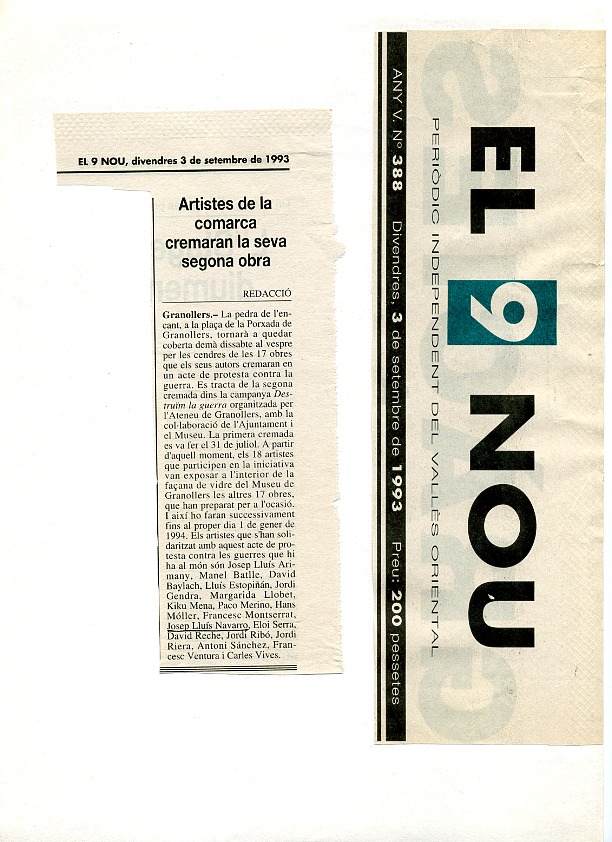 EL 9 NOU, divendres 3 de setembre de 1993
Artistes de la
comarca
cremaran la seva
segona obra
REDACCIÓ
Granollers.– La pedra de l'en-
cant, a la plaça de la Porxada de
Granollers, tornarà a quedar
coberta demà dissabte al vespre
per les cendres de les 17 obres
que els seus autors cremaran en
un acte de protesta contra la
guerra. Es tracta de la segona
cremada dins la campanya Des-
truïm la guerra organitzada per
l'Ateneu de Granollers, amb la
col·laboració de l'Ajuntament i
el Museu. La primera cremada
es va fer el 31 de juliol. A partir
d'aquell moment, els 18 artistes
que participen en la iniciativa
van exposar a l'interior de la
façana de vidre del Museu de
Granollers les altres 17 obres,
que han preparat per a l'ocasió.
I així ho faran successivament
fins al proper dia 1 de gener de
1994. Els artistes que s'han soli-
daritzat amb aquest acte de pro-
testa contra les guerres que hi
ha al món són Josep Lluís Ari-
many, Manel Batlle, David
Baylach, Lluís Estopiñán, Jordi
Gendra, Margarida Llobet,
Kiku Mena, Paco Merino, Hans
Móller, Francesc Montserrat,
Josep Lluís Navarro, Eloi Serra,
David Reche, Jordi Ribó, Jordi
Riera, Antoni Sánchez, Fran-
cesc Ventura i Carles Vives.
EL 9 NOU
PERIÒDIC INDEPENDENT DEL VALLÈS ORIENTAL
ANY V. Nº 388 Divendres, 3 de setembre de 1993 Preu: 200 pessetes